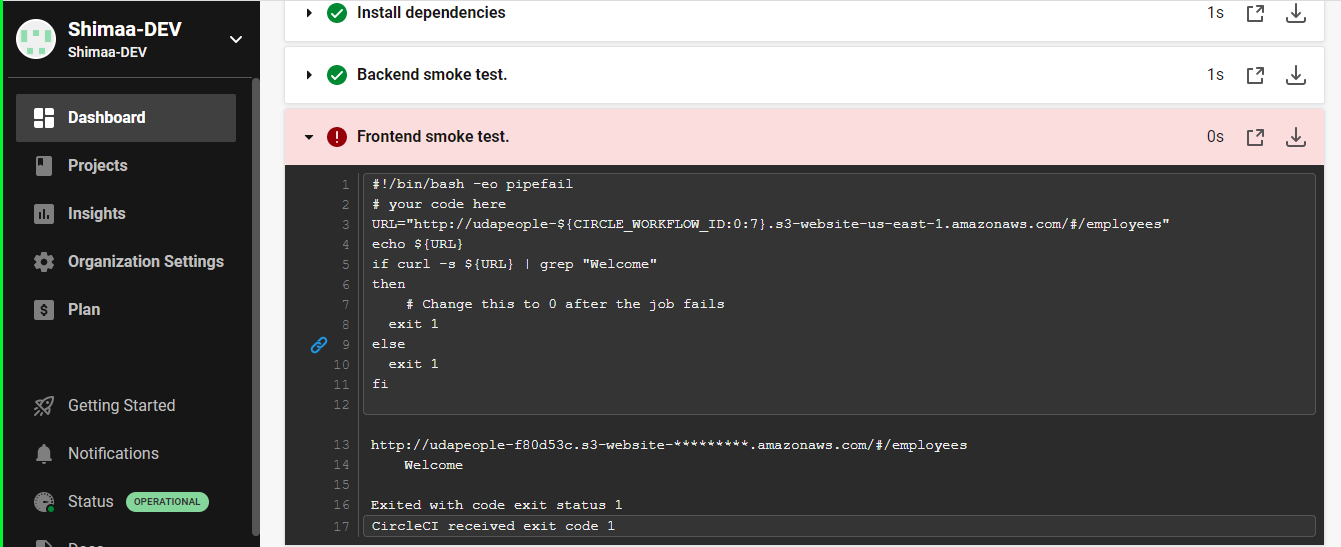 Shimaa-DEV
Shimaa-DEV
Dashboard
Projects
Insights
Organization Settings
Plan
Getting Started
Notifications
Status OPERATIONAL
Install dependencies 1s
Backend smoke test. 1s
Frontend smoke test. 0s
1 #!/bin/bash -eo pipefail
2 # your code here
3 URL="http://udapeople-${CIRCLE_WORKFLOW_ID:0:7}.s3-website-us-east-1.amazonaws.com/#/employees"
4 echo ${URL}
5 if curl -s ${URL} | grep "Welcome"
6 then
7 # Change this to 0 after the job fails
8 exit 1
9 else
10 exit 1
11 fi
12
13 http://udapeople-f80d53c.s3-website-*********.amazonaws.com/#/employees
14 Welcome
15
16 Exited with code exit status 1
17 CircleCI received exit code 1